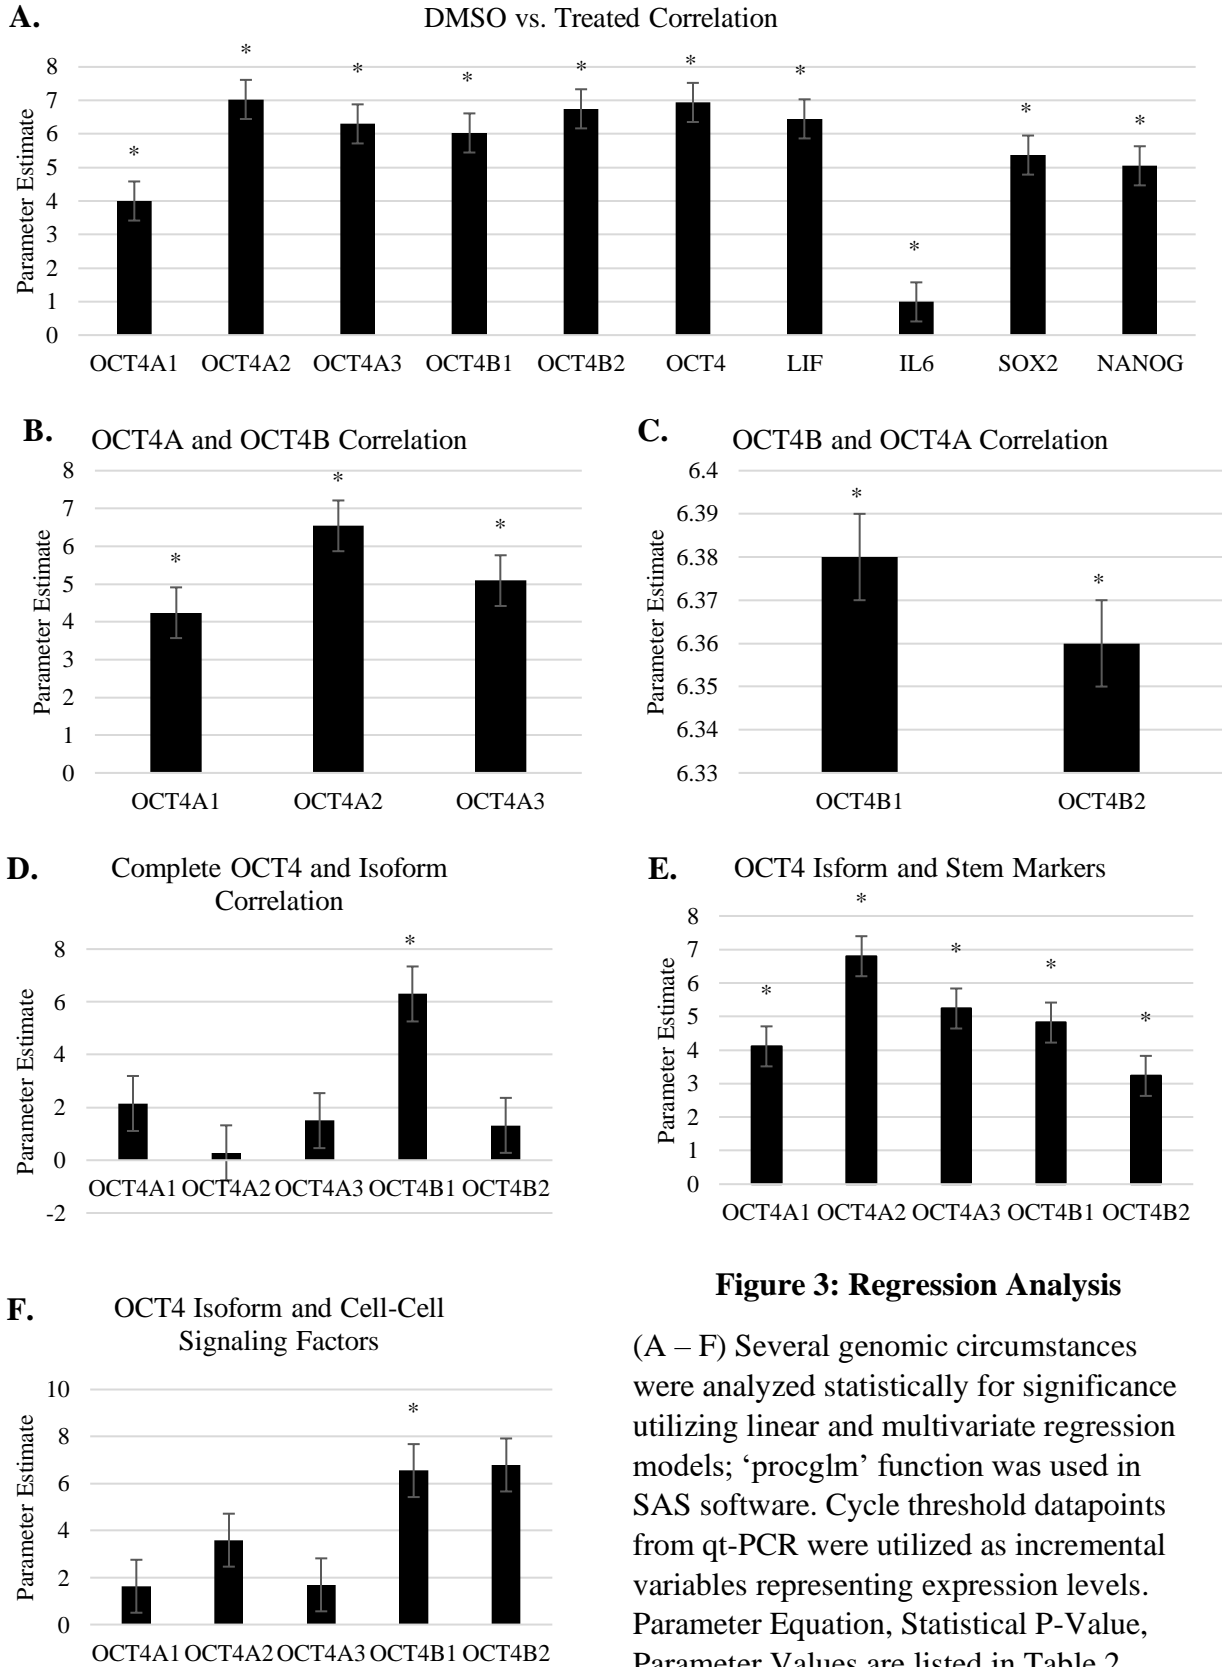 A.
DMSO vs. Treated Correlation
Parameter Estimate
8
7
6
5
4
3
2
1
0
* * * * * * * * * *
OCT4A1 OCT4A2 OCT4A3 OCT4B1 OCT4B2 OCT4 LIF IL6 SOX2 NANOG
B.
OCT4A and OCT4B Correlation
Parameter Estimate
8
7
6
5
4
3
2
1
0
* * *
OCT4A1 OCT4A2 OCT4A3
C.
OCT4B and OCT4A Correlation
Parameter Estimate
6.4
6.39
6.38
6.37
6.36
6.35
6.34
6.33
* *
OCT4B1 OCT4B2
D.
Complete OCT4 and Isoform
Correlation
Parameter Estimate
8
6
4
2
0
-2
*
OCT4A1 OCT4A2 OCT4A3 OCT4B1 OCT4B2
E.
OCT4 Isform and Stem Markers
Parameter Estimate
8
7
6
5
4
3
2
1
0
* * * * *
OCT4A1 OCT4A2 OCT4A3 OCT4B1 OCT4B2
F.
OCT4 Isoform and Cell-Cell
Signaling Factors
Parameter Estimate
10
8
6
4
2
0
*
OCT4A1 OCT4A2 OCT4A3 OCT4B1 OCT4B2
Figure 3: Regression Analysis
(A – F) Several genomic circumstances
were analyzed statistically for significance
utilizing linear and multivariate regression
models; ‘procglm’ function was used in
SAS software. Cycle threshold datapoints
from qt-PCR were utilized as incremental
variables representing expression levels.
Parameter Equation, Statistical P-Value,
Parameter Values are listed in Table 2